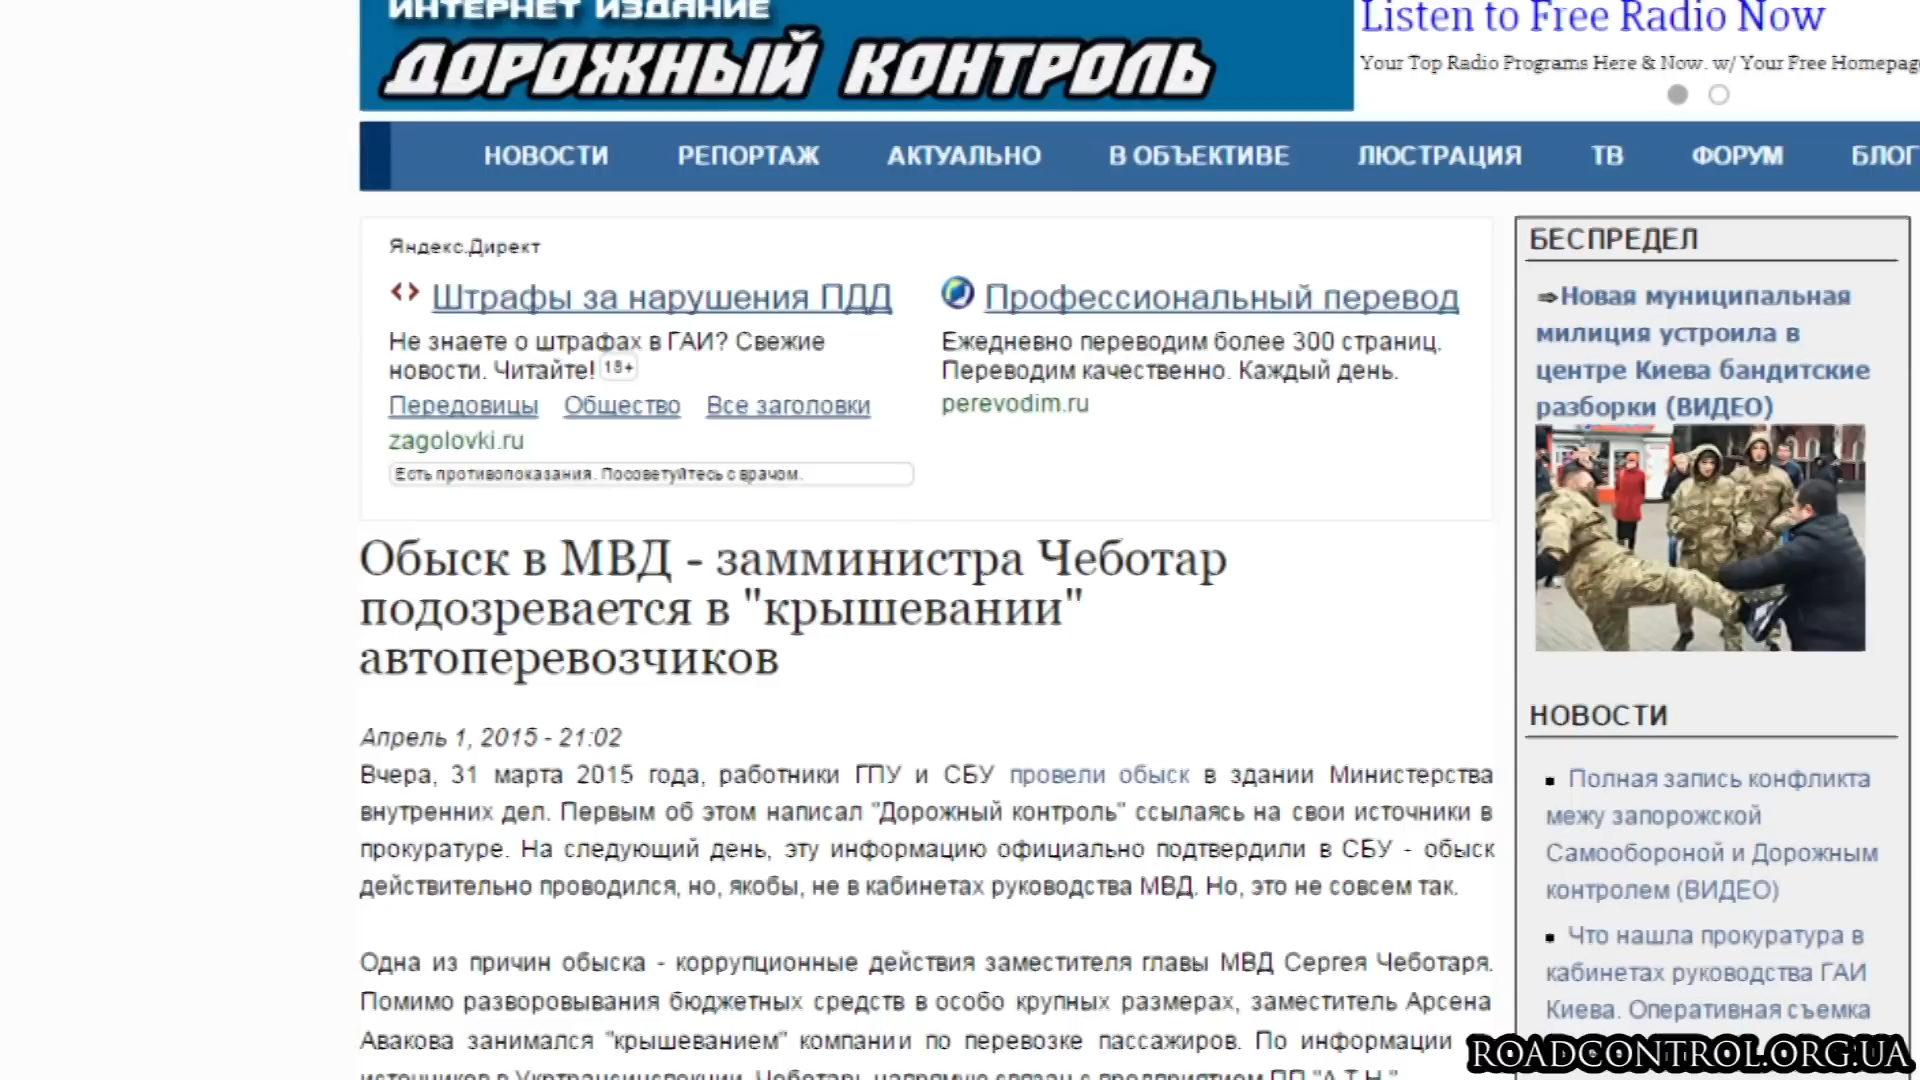 ИНТЕРНЕТ ИЗДАНИЕ
ДОРОЖНЫЙ КОНТРОЛЬ
Listen to Free Radio Now
Your Top Radio Programs Here & Now. w/ Your Free Homepag
НОВОСТИ РЕПОРТАЖ АКТУАЛЬНО В ОБЪЕКТИВЕ ЛЮСТРАЦИЯ ТВ ФОРУМ БЛОГ
Яндекс.Директ
Штрафы за нарушения ПДД
Не знаете о штрафах в ГАИ? Свежие
новости. Читайте! 18+
Передовицы Общество Все заголовки
zagolovki.ru
Есть противопоказания. Посоветуйтесь с врачом.
Профессиональный перевод
Ежедневно переводим более 300 страниц.
Переводим качественно. Каждый день.
perevodim.ru
Обыск в МВД - замминистра Чеботар
подозревается в "крышевании"
автоперевозчиков
Апрель 1, 2015 - 21:02
Вчера, 31 марта 2015 года, работники ГПУ и СБУ провели обыск в здании Министерства
внутренних дел. Первым об этом написал "Дорожный контроль" ссылаясь на свои источники в
прокуратуре. На следующий день, эту информацию официально подтвердили в СБУ - обыск
действительно проводился, но, якобы, не в кабинетах руководства МВД. Но, это не совсем так.
Одна из причин обыска - коррупционные действия заместителя главы МВД Сергея Чеботаря.
Помимо разворовывания бюджетных средств в особо крупных размерах, заместитель Арсена
Авакова занимался "крышеванием" компании по перевозке пассажиров. По информации
источников в Укртрансинспекции, Чеботарь напрямую связан с предприятием ПП "А.Т.Н."
БЕСПРЕДЕЛ
⇒Новая муниципальная
милиция устроила в
центре Киева бандитские
разборки (ВИДЕО)
НОВОСТИ
Полная запись конфликта
межу запорожской
Самообороной и Дорожным
контролем (ВИДЕО)
Что нашла прокуратура в
кабинетах руководства ГАИ
Киева. Оперативная съемка
ROADCONTROL.ORG.UA